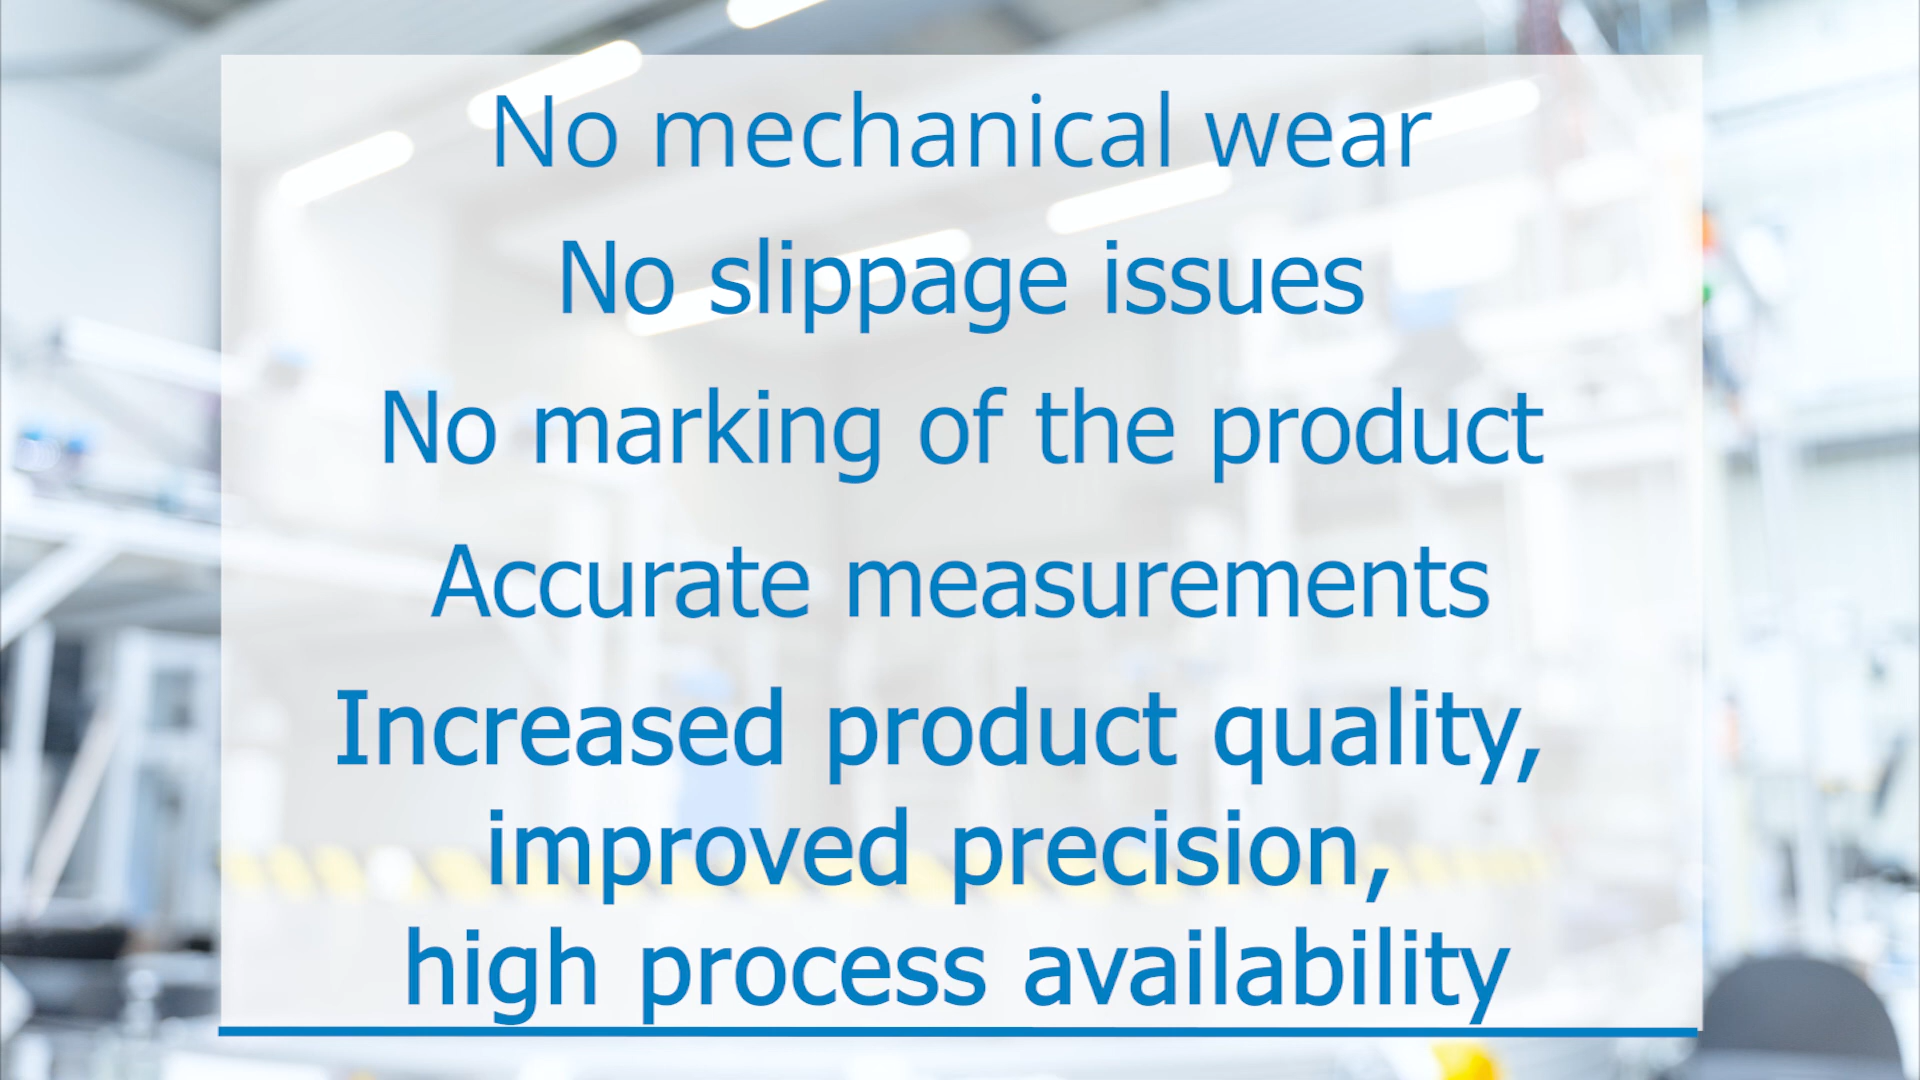 No mechanical wear
No slippage issues
No marking of the product
Accurate measurements
Increased product quality,
improved precision,
high process availability